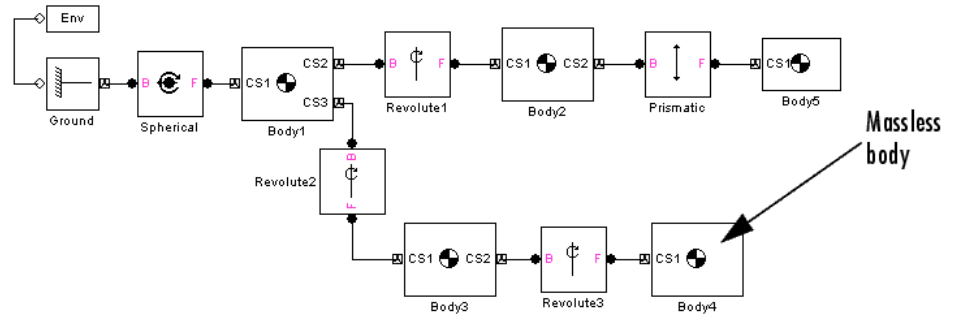 Env
Ground
B F
Spherical
CS1 CS2
CS3
Body1
B F
Revolute1
CS1 CS2
Body2
B F
Prismatic
CS1
Body5
Massless
body
B
Revolute2
F
CS1 CS2
Body3
B F
Revolute3
CS1
Body4